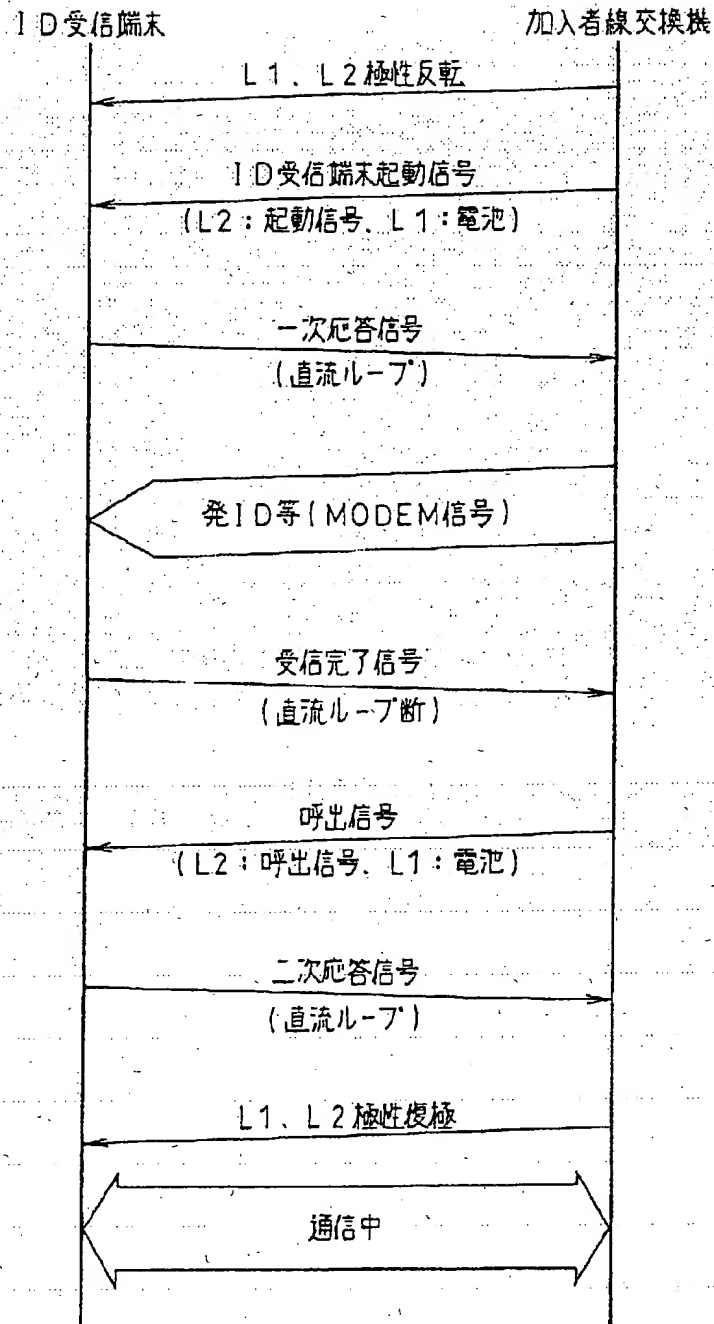 ID受信端末
加入者線交換機
L1、L2極性反転
ID受信端末起動信号
(L2:起動信号、L1:電池)
一次応答信号
(直流ループ)
発ID等(MODEM信号)
受信完了信号
(直流ループ断)
呼出信号
(L2:呼出信号、L1:電池)
二次応答信号
(直流ループ)
L1、L2極性復極
通信中